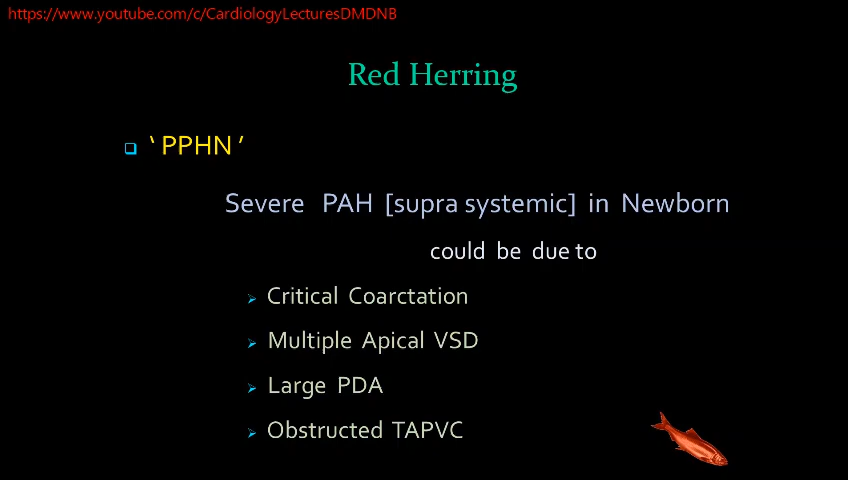 https://www.youtube.com/c/CardiologyLecturesDMDNB
Red Herring
‘ PPHN ’
Severe PAH [supra systemic] in Newborn
could be due to
Critical Coarctation
Multiple Apical VSD
Large PDA
Obstructed TAPVC